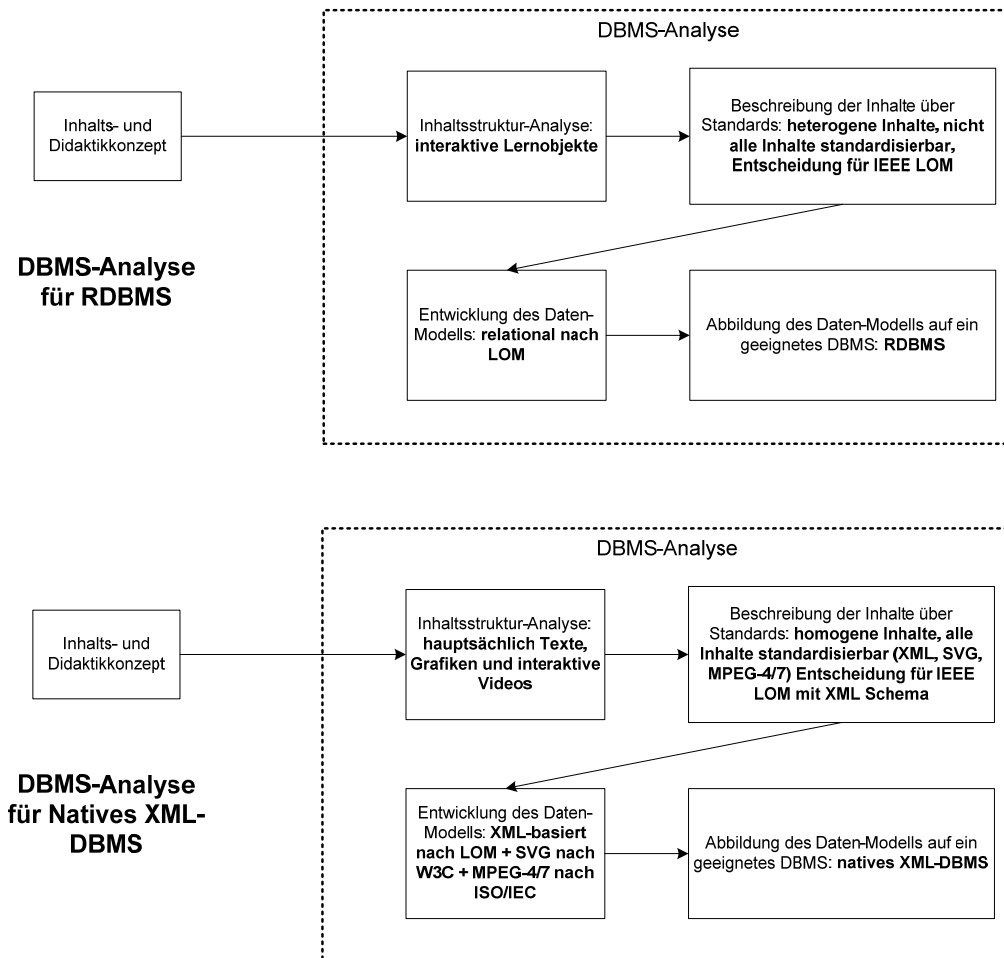 DBMS-Analyse
Inhalts- und
Didaktikkonzept
Inhaltsstruktur-Analyse:
interaktive Lernobjekte
Beschreibung der Inhalte über
Standards: heterogene Inhalte, nicht
alle Inhalte standardisierbar,
Entscheidung für IEEE LOM
DBMS-Analyse
für RDBMS
Entwicklung des Daten-
Modells: relational nach
LOM
Abbildung des Daten-Modells auf ein
geeignetes DBMS: RDBMS
DBMS-Analyse
Inhalts- und
Didaktikkonzept
Inhaltsstruktur-Analyse:
hauptsächlich Texte,
Grafiken und interaktive
Videos
Beschreibung der Inhalte über
Standards: homogene Inhalte, alle
Inhalte standardisierbar (XML, SVG,
MPEG-4/7) Entscheidung für IEEE
LOM mit XML Schema
DBMS-Analyse
für Natives XML-
DBMS
Entwicklung des Daten-
Modells: XML-basiert
nach LOM + SVG nach
W3C + MPEG-4/7 nach
ISO/IEC
Abbildung des Daten-Modells auf ein
geeignetes DBMS: natives XML-DBMS